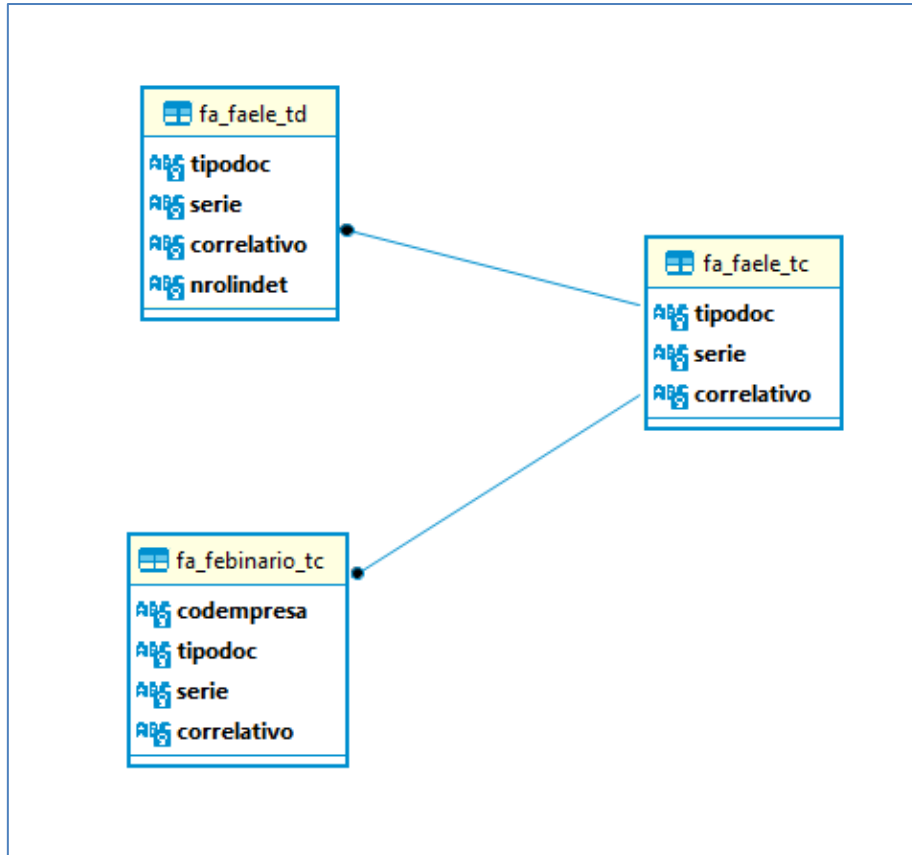 fa_faele_td
tipodoc
serie
correlativo
nrolindet
fa_faele_tc
tipodoc
serie
correlativo
fa_febinario_tc
codempresa
tipodoc
serie
correlativo